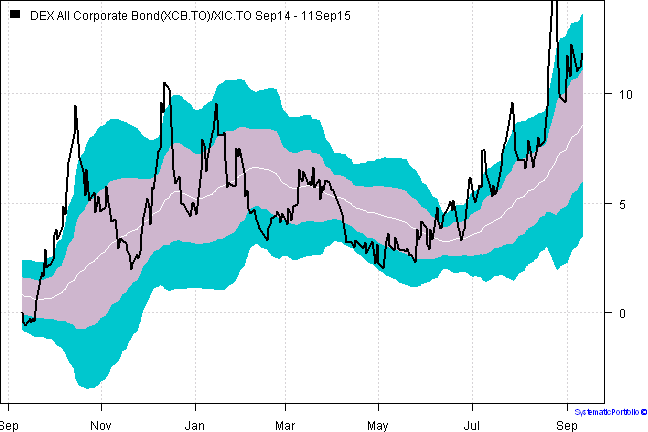 DEX All Corporate Bond(XCB.TO)/XIC.TO Sep14 - 11Sep15
10
5
0
Sep Nov Jan Mar May Jul Sep
SystematicPortfolio ©